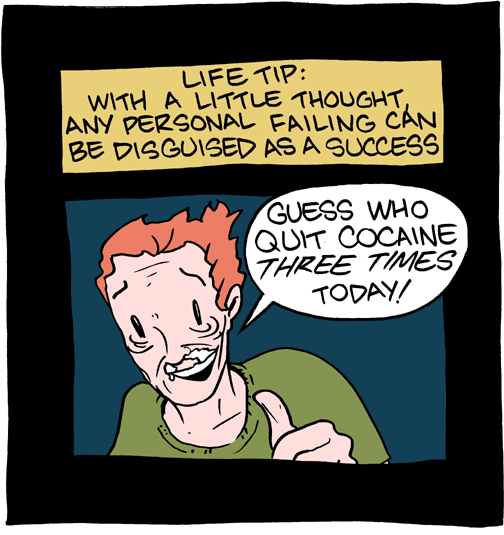 LIFE TIP:
WITH A LITTLE THOUGHT,
ANY PERSONAL FAILING CAN
BE DISGUISED AS A SUCCESS
GUESS WHO
QUIT COCAINE
THREE TIMES
TODAY!